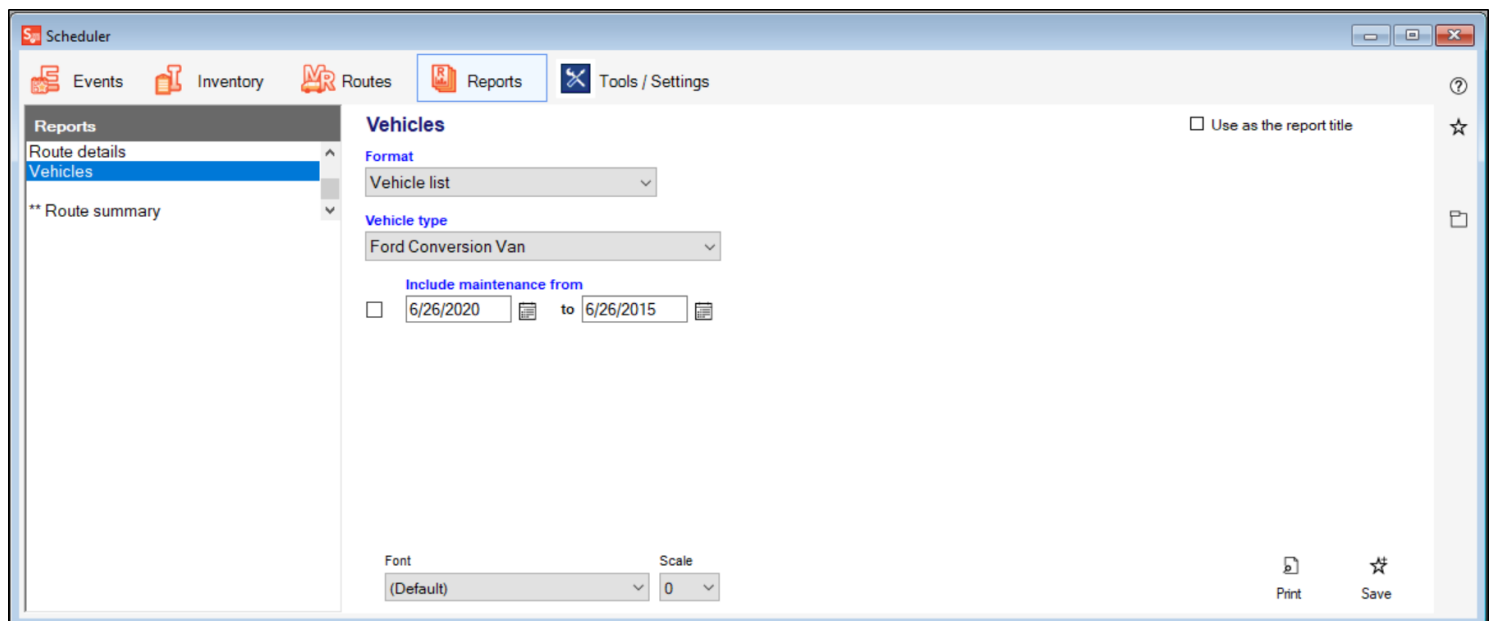 Scheduler
Events Inventory Routes Reports Tools / Settings
Reports
Route details
Vehicles
** Route summary
Vehicles
Use as the report title
Format
Vehicle list
Vehicle type
Ford Conversion Van
Include maintenance from
6/26/2020 to 6/26/2015
Font Scale
(Default) 0
Print Save